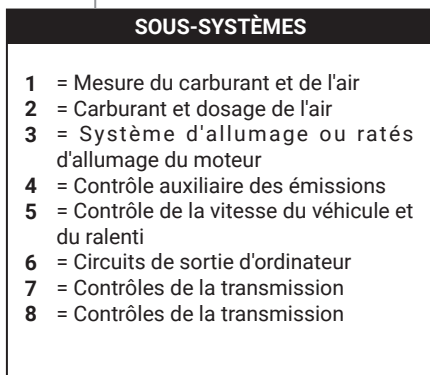 SOUS-SYSTÈMES
1 = Mesure du carburant et de l'air
2 = Carburant et dosage de l'air
3 = Système d'allumage ou ratés
d'allumage du moteur
4 = Contrôle auxiliaire des émissions
5 = Contrôle de la vitesse du véhicule et
du ralenti
6 = Circuits de sortie d'ordinateur
7 = Contrôles de la transmission
8 = Contrôles de la transmission